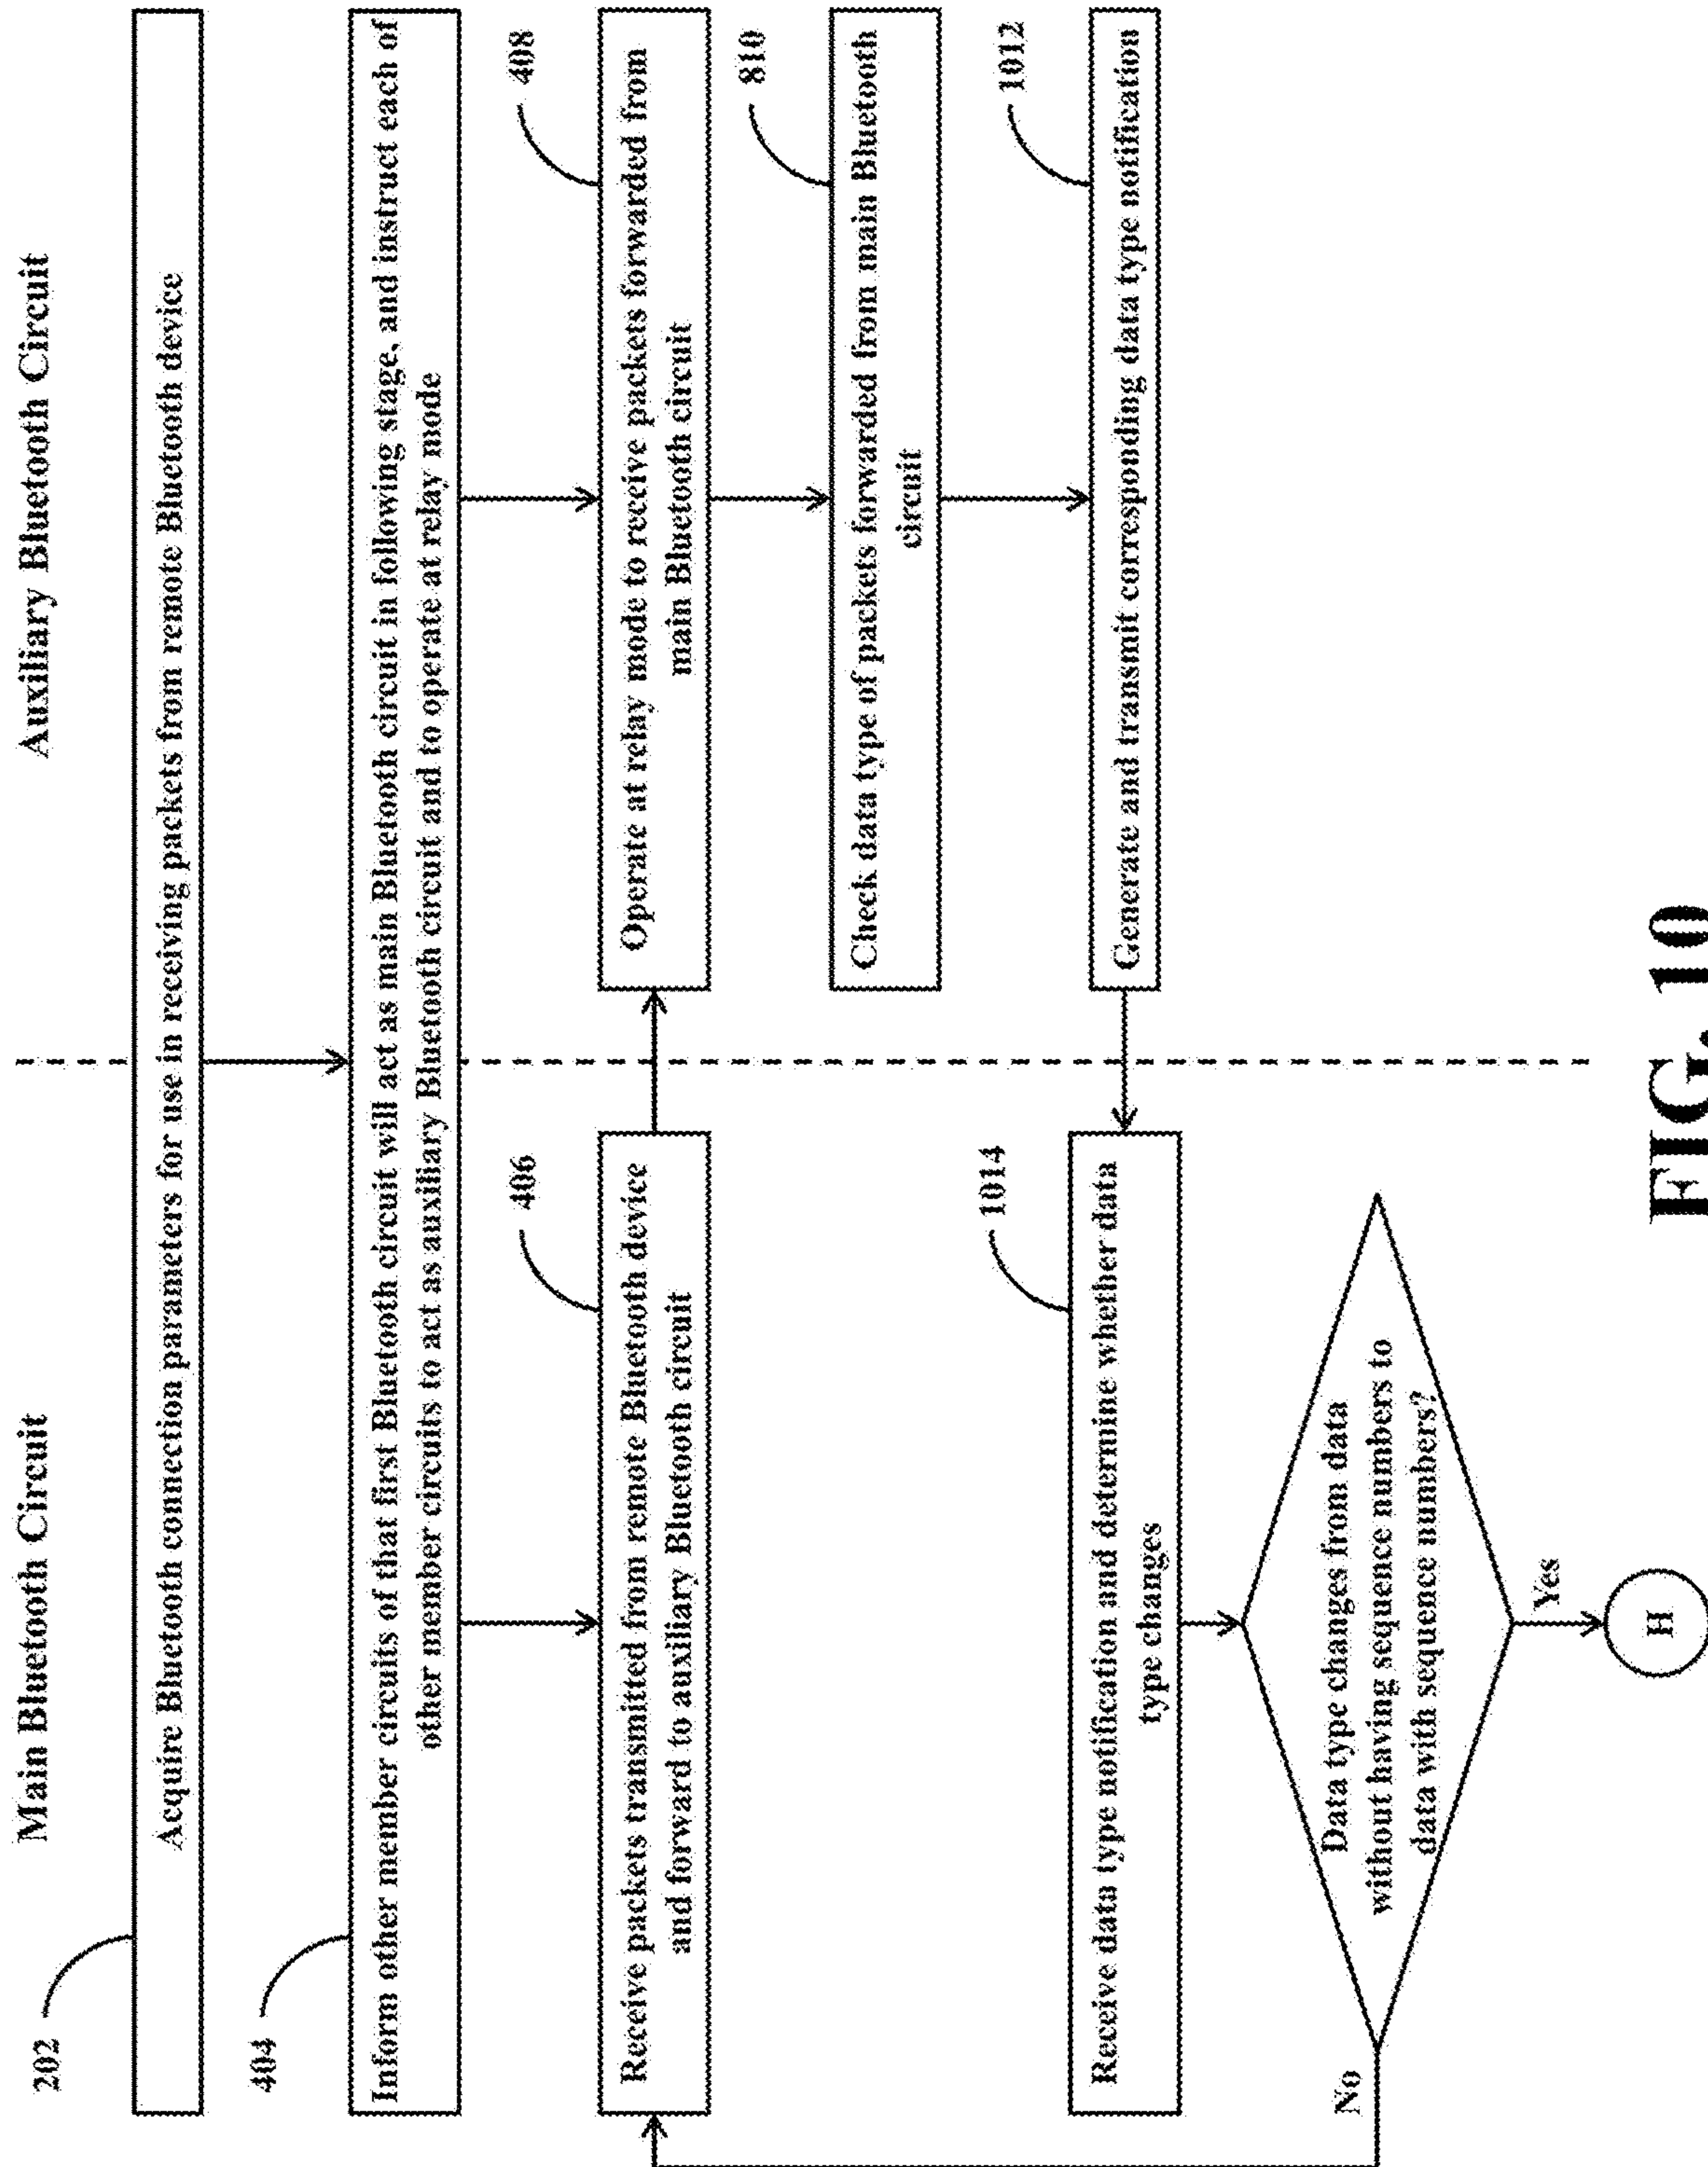 Main Bluetooth Circuit
Auxiliary Bluetooth Circuit
202
Acquire Bluetooth connection parameters for use in receiving packets from remote Bluetooth device
404
Inform other member circuits of that first Bluetooth circuit will act as main Bluetooth circuit in following stage, and instruct each of
other member circuits to act as auxiliary Bluetooth circuit and to operate at relay mode
406
Receive packets transmitted from remote Bluetooth device
and forward to auxiliary Bluetooth circuit
408
Operate at relay mode to receive packets forwarded from
main Bluetooth circuit
810
Check data type of packets forwarded from main Bluetooth
circuit
1012
Generate and transmit corresponding data type notification
1014
Receive data type notification and determine whether data
type changes
Data type changes from data
without having sequence numbers to
data with sequence numbers?
No
Yes
H
FIG. 10